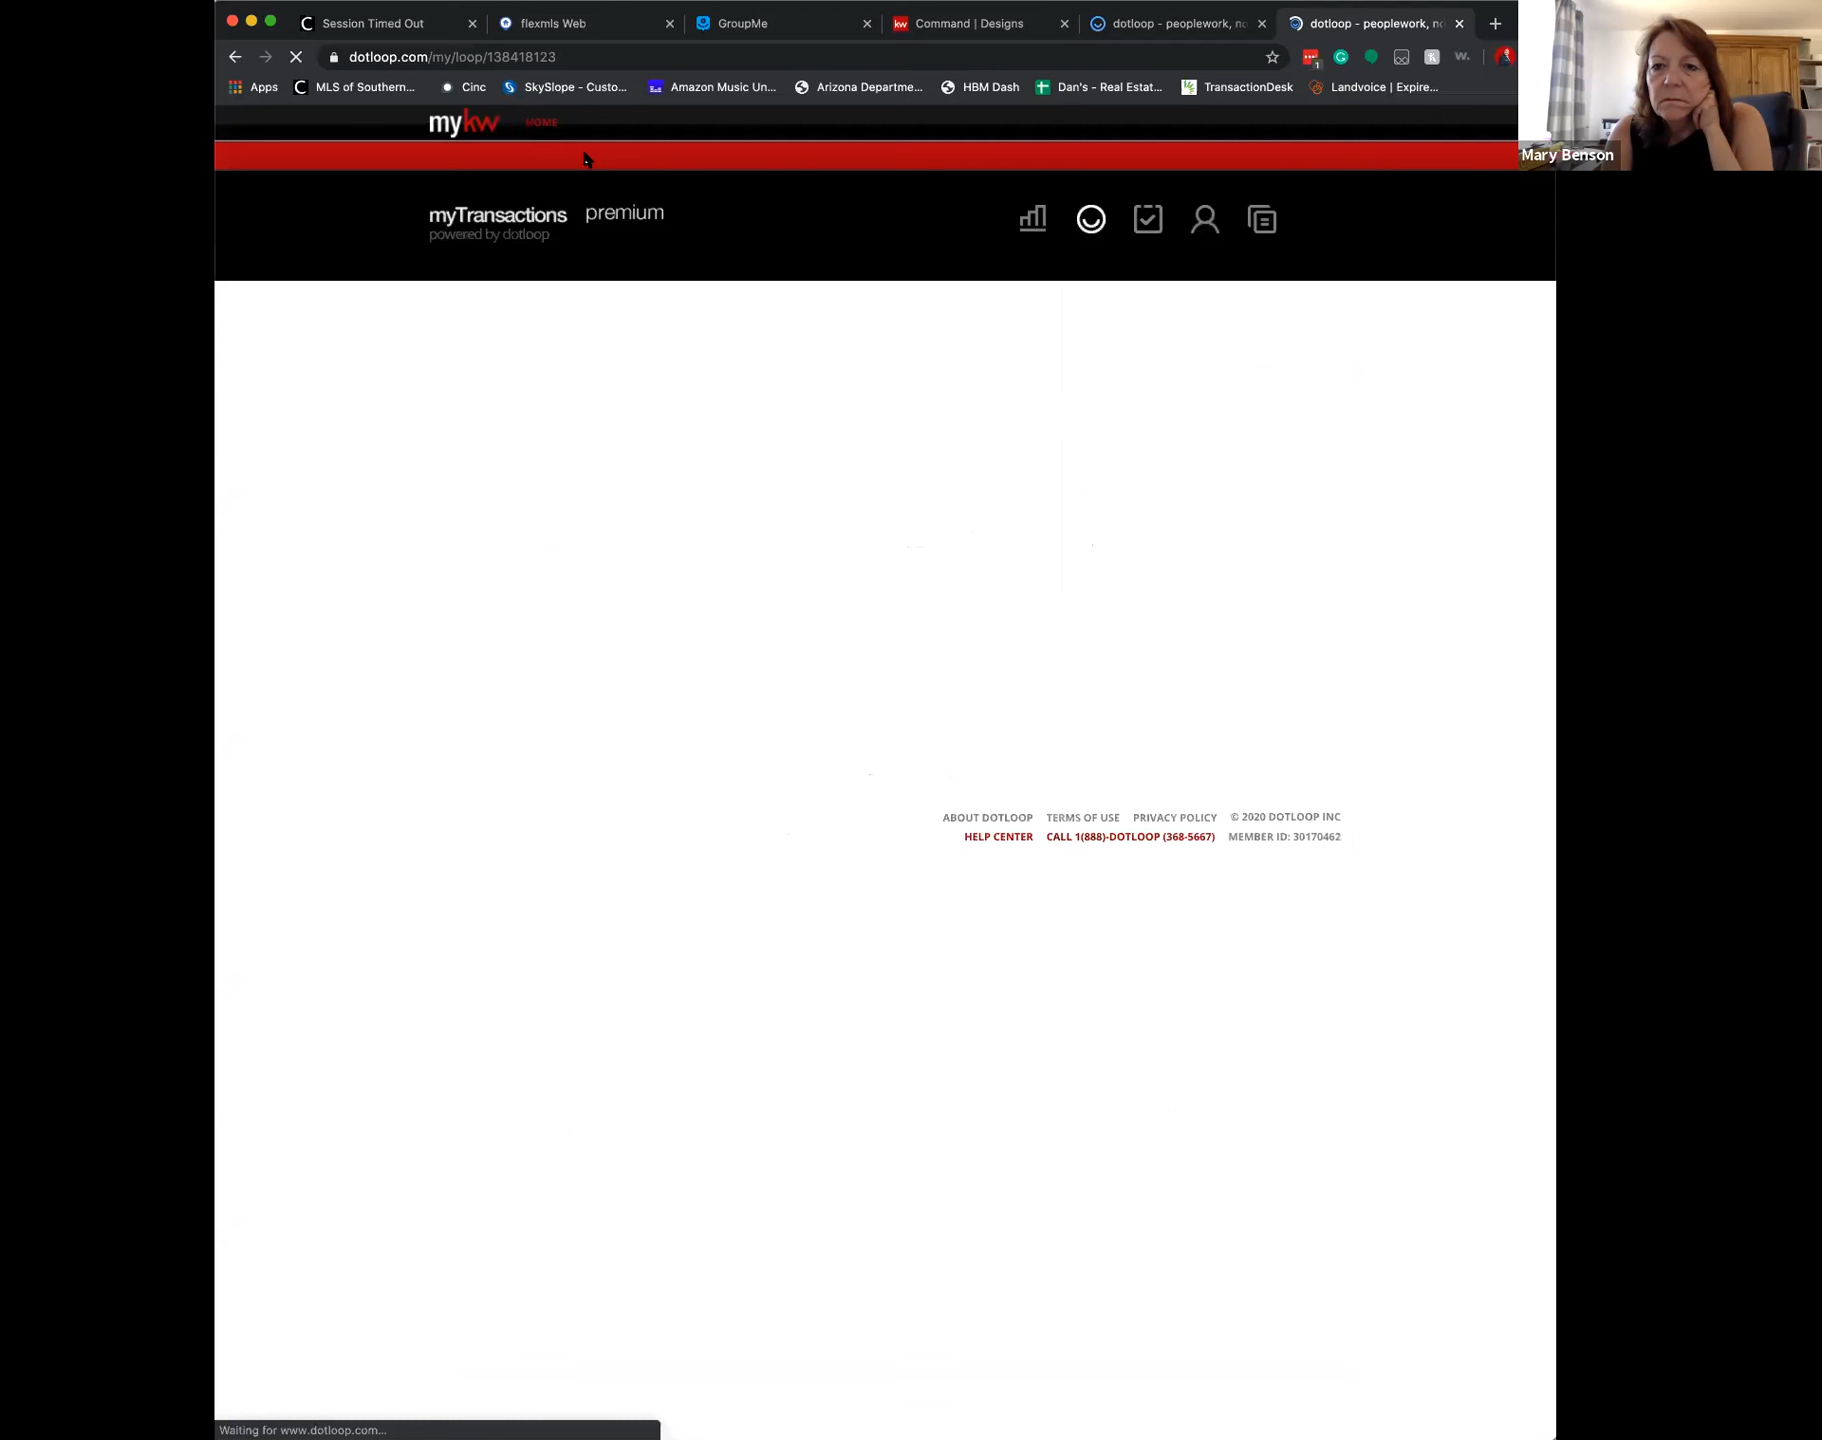 Session Timed Out
flexmls Web
GroupMe
Command | Designs
dotloop - peoplework, no
dotloop - peoplework, no
dotloop.com/my/loop/138418123
Apps
MLS of Southern...
Cinc
SkySlope - Custo...
Amazon Music Un...
Arizona Departme...
HBM Dash
Dan's - Real Estat...
TransactionDesk
Landvoice | Expire...
mykw
HOME
Mary Benson
myTransactions premium
powered by dotloop
ABOUT DOTLOOP TERMS OF USE PRIVACY POLICY © 2020 DOTLOOP INC
HELP CENTER CALL 1(888)-DOTLOOP (368-5667) MEMBER ID: 30170462
Waiting for www.dotloop.com...